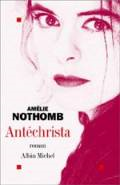 AMÉLIE
NOTHOMB
Antéchrista
roman
Albin Michel